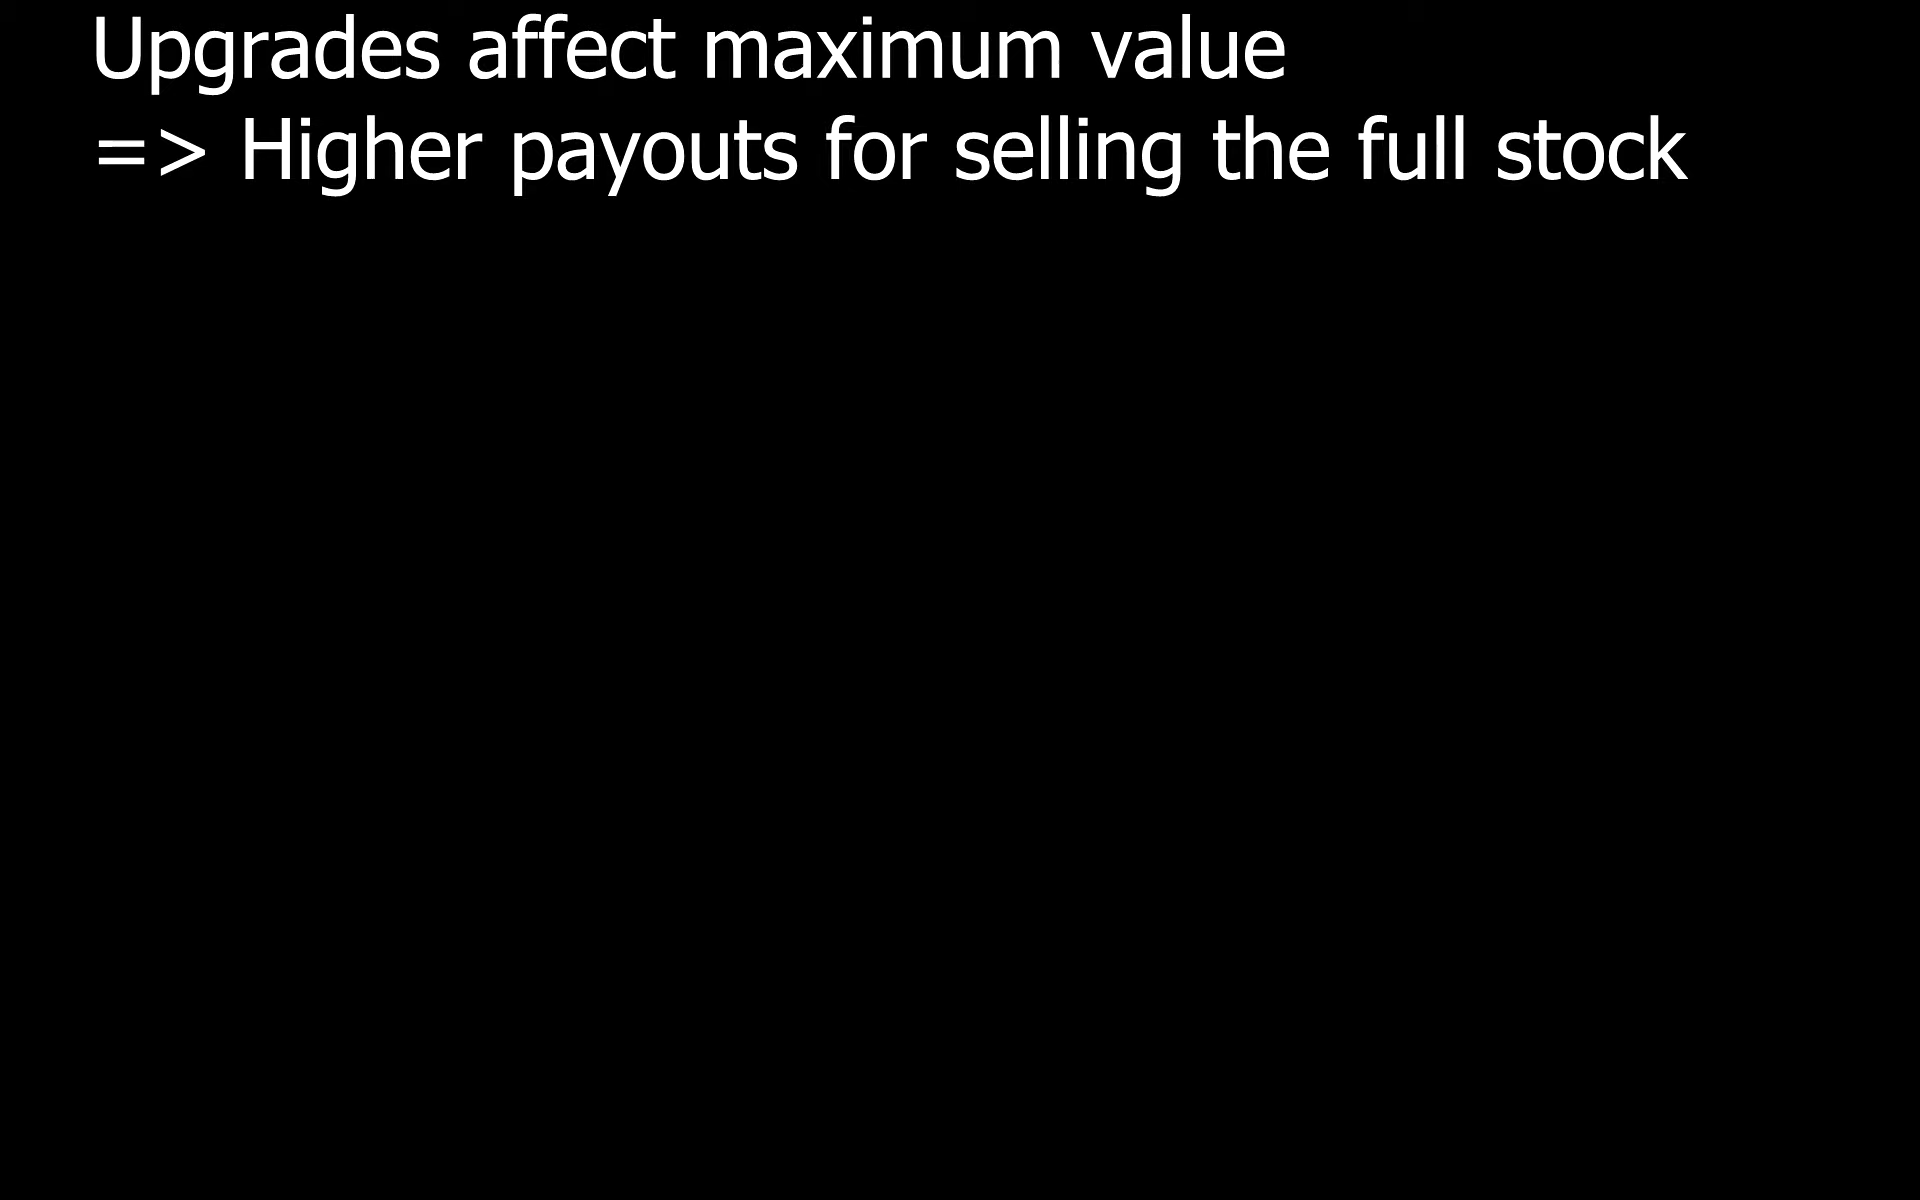 Upgrades affect maximum value
=> Higher payouts for selling the full stock